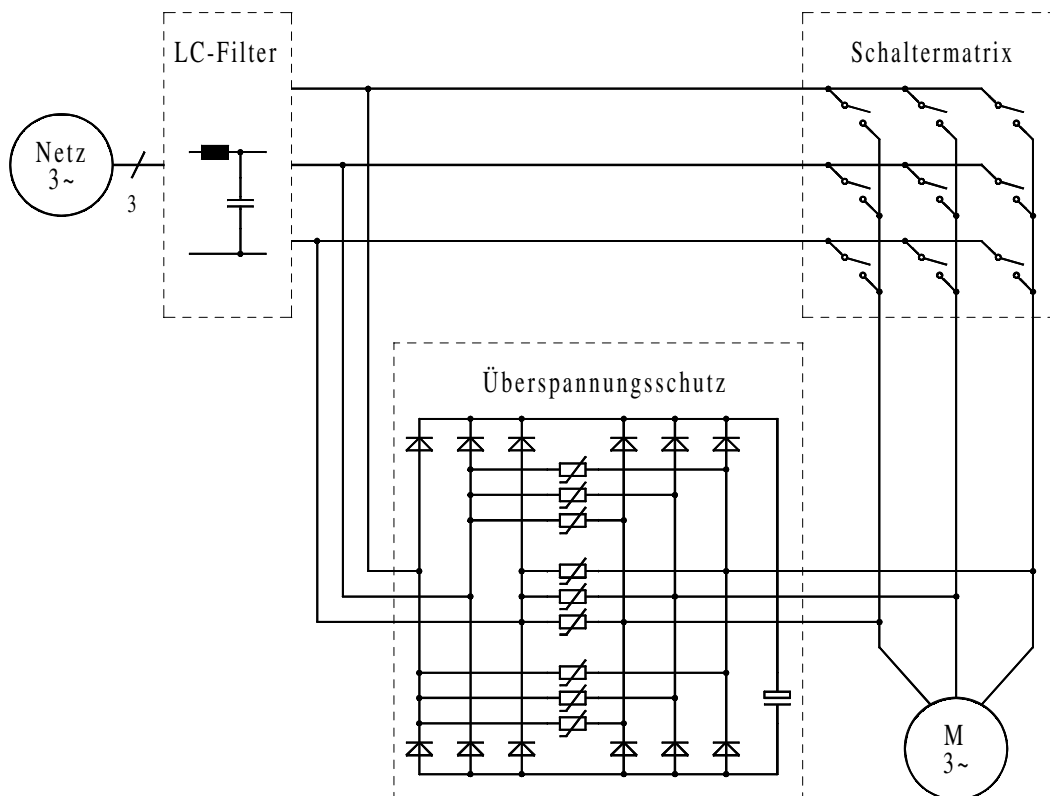 LC-Filter
Schaltermatrix
Netz
3~
3
Überspannungsschutz
M
3~